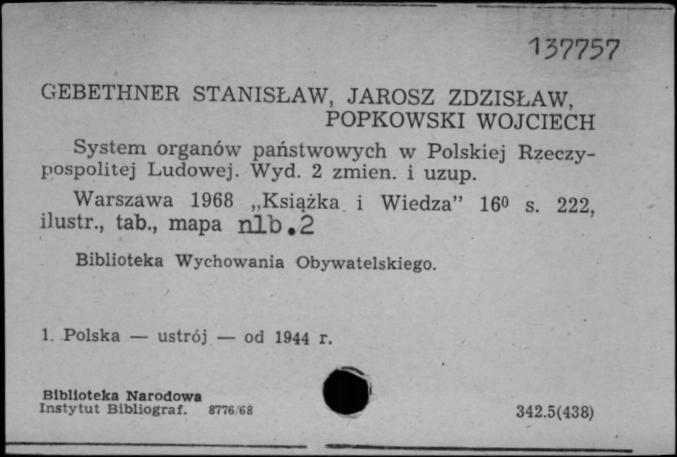 137757
GEBETHNER STANISŁAW, JAROSZ ZDZISŁAW,
POPKOWSKI WOJCIECH
System organów państwowych w Polskiej Rzeczy-
pospolitej Ludowej. Wyd. 2 zmien. i uzup.
Warszawa 1968 „Książka i Wiedza” 16⁰ s. 222,
ilustr., tab., mapa nlb.2
Biblioteka Wychowania Obywatelskiego.
1. Polska — ustrój — od 1944 r.
Biblioteka Narodowa
Instytut Bibliograf. 8776/68
342.5(438)